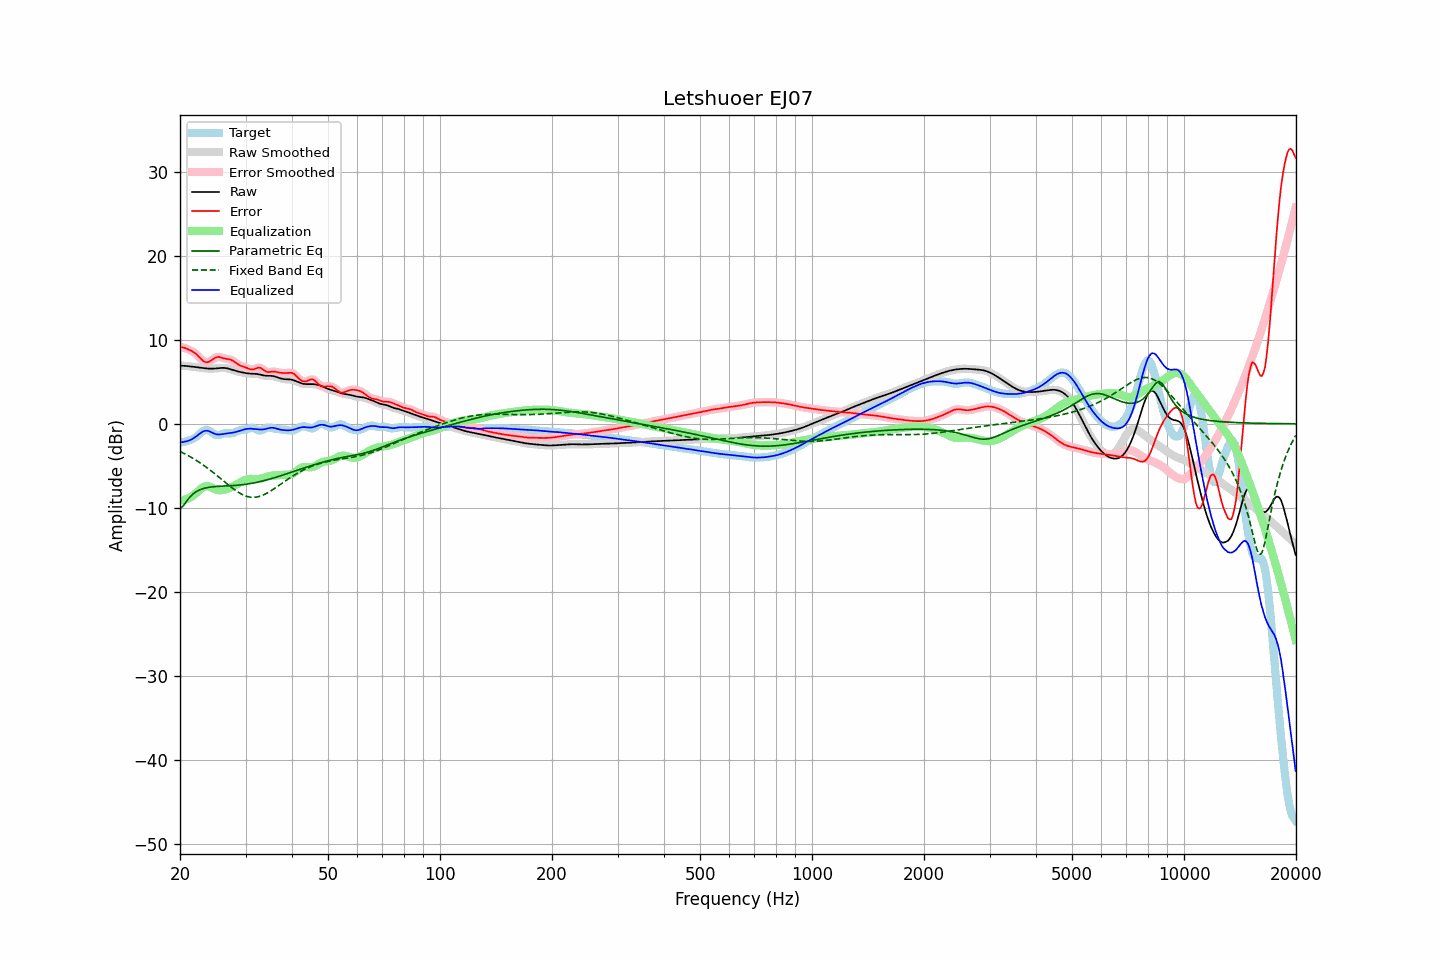 Letshuoer EJ07
Target
Raw Smoothed
Error Smoothed
Raw
Error
Equalization
Parametric Eq
Fixed Band Eq
Equalized
Amplitude (dBr)
30
20
10
0
−10
−20
−30
−40
−50
20 50 100 200 500 1000 2000 5000 10000 20000
Frequency (Hz)